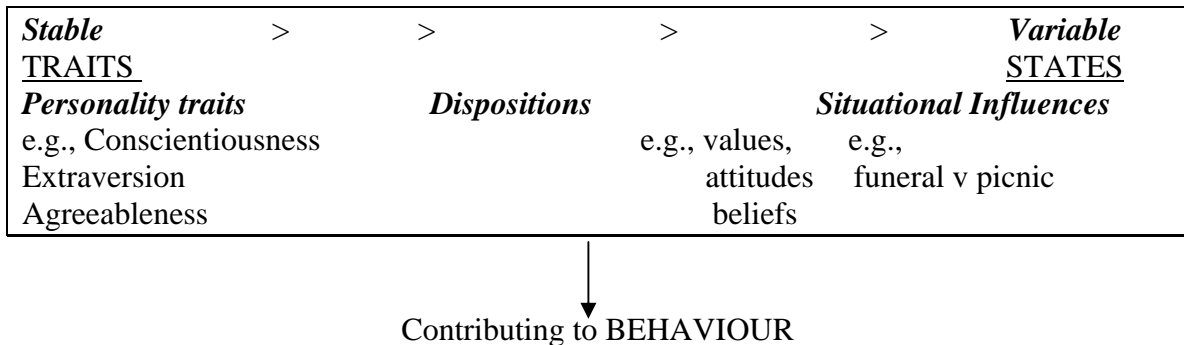 Stable > > > > Variable
TRAITS STATES
Personality traits Dispositions Situational Influences
e.g., Conscientiousness e.g., values, e.g.,
Extraversion attitudes funeral v picnic
Agreeableness beliefs
Contributing to BEHAVIOUR